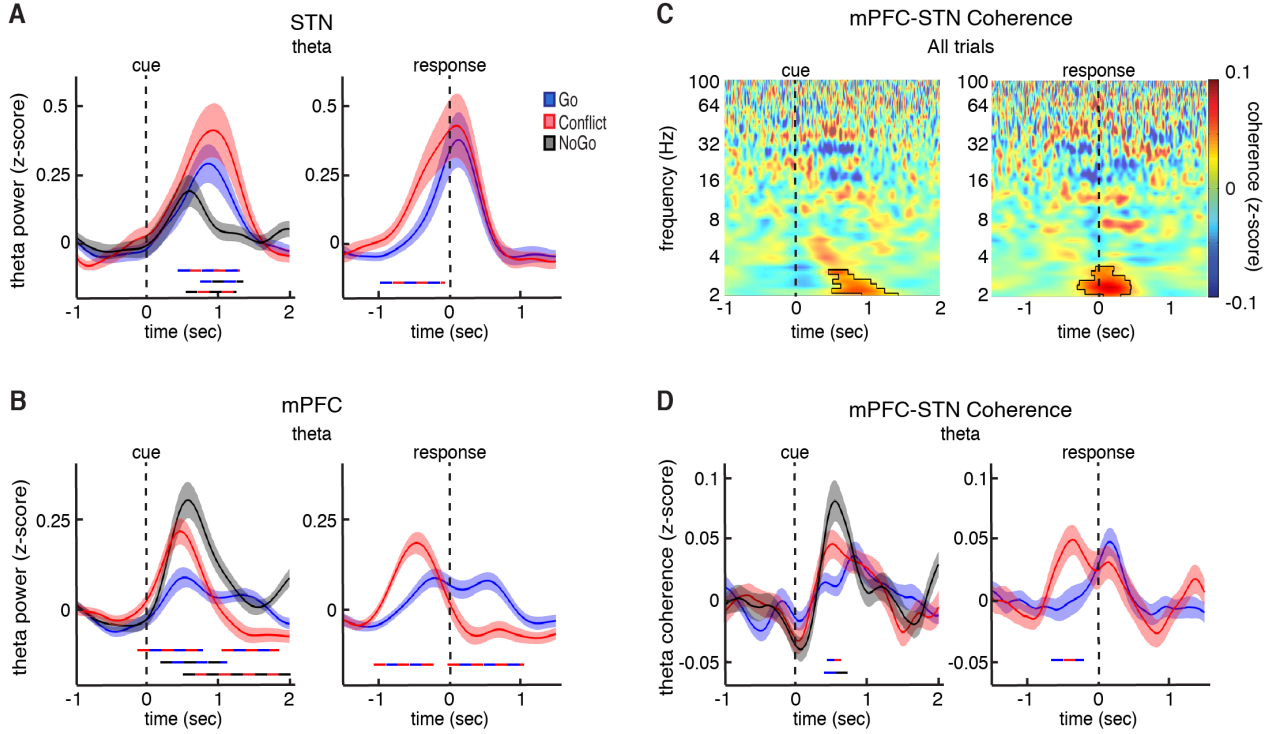 A
STN
theta
cue
response
0.5
0.25
0
theta power (z-score)
-1
0
1
2
time (sec)
0.5
0.25
0
-1
0
1
time (sec)
Go
Conflict
NoGo
B
mPFC
theta
cue
response
0.25
0
theta power (z-score)
-1
0
1
2
time (sec)
0.25
0
-1
0
1
time (sec)
C
mPFC-STN Coherence
All trials
cue
response
100
64
32
16
8
4
2
frequency (Hz)
-1
0
1
2
time (sec)
100
64
32
16
8
4
2
-1
0
1
time (sec)
0.1
0
-0.1
coherence (z-score)
D
mPFC-STN Coherence
theta
cue
response
0.1
0.05
0
-0.05
theta coherence (z-score)
-1
0
1
2
time (sec)
0.1
0.05
0
-0.05
-1
0
1
time (sec)